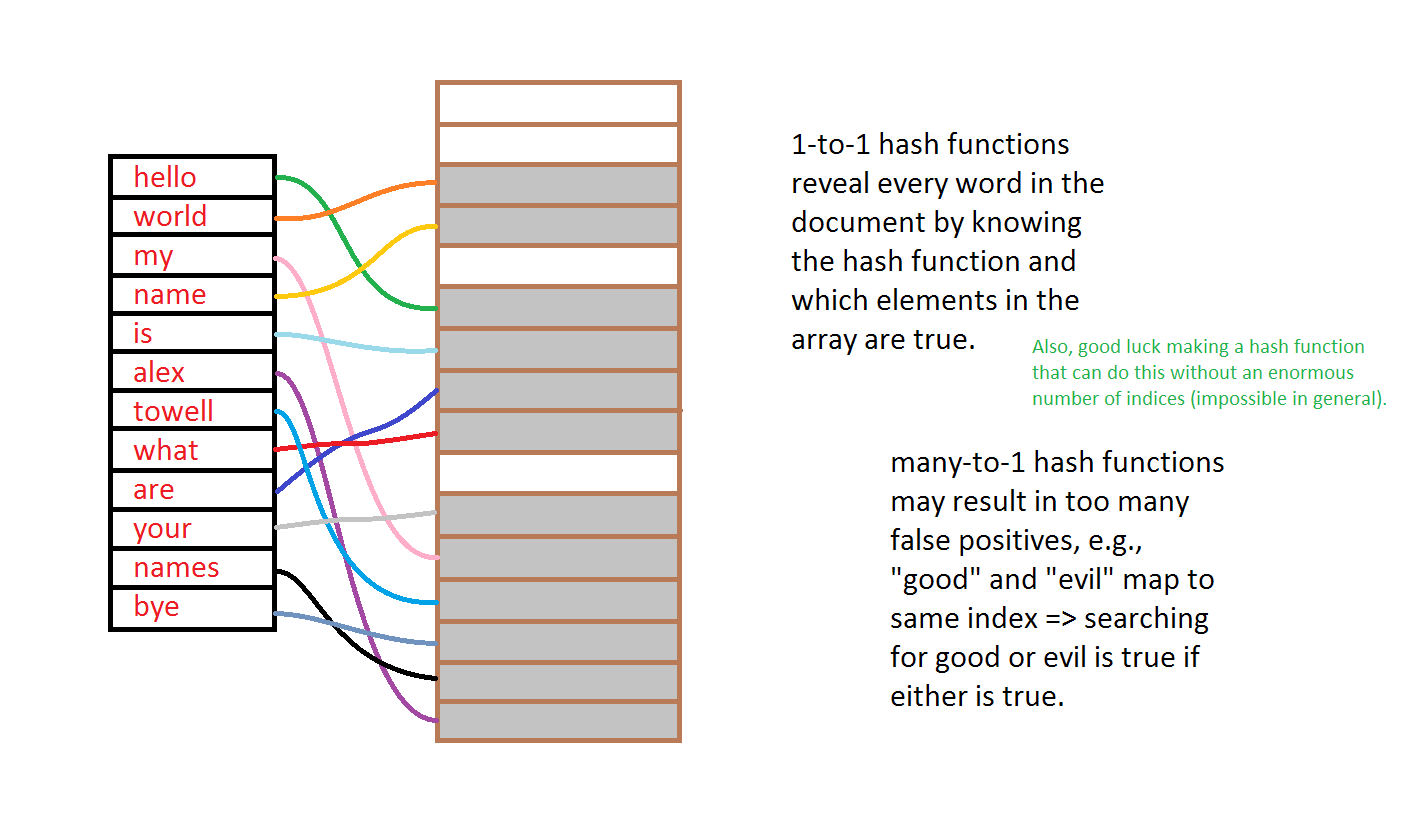 hello
world
my
name
is
alex
towell
what
are
your
names
bye
1-to-1 hash functions
reveal every word in the
document by knowing
the hash function and
which elements in the
array are true.
Also, good luck making a hash function
that can do this without an enormous
number of indices (impossible in general).
many-to-1 hash functions
may result in too many
false positives, e.g.,
"good" and "evil" map to
same index => searching
for good or evil is true if
either is true.